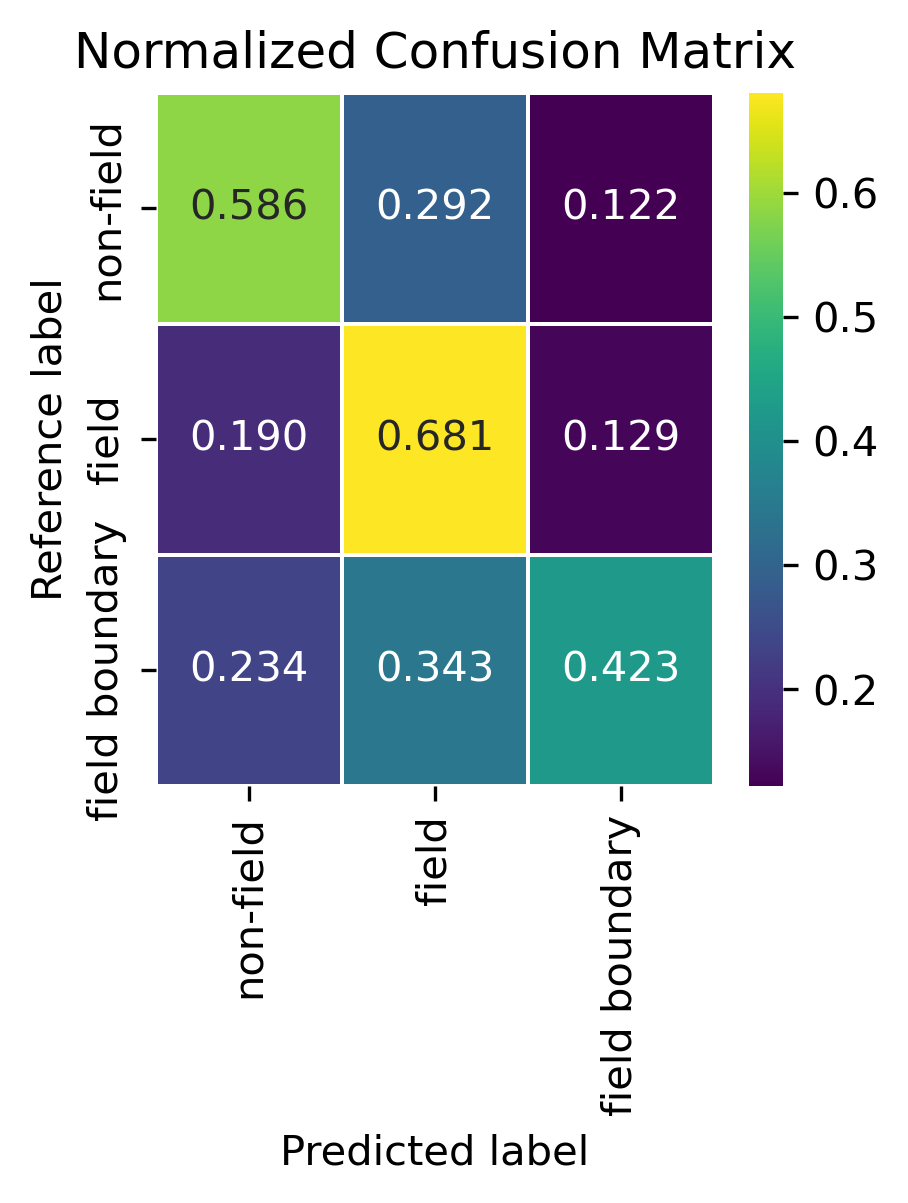 Normalized Confusion Matrix
Reference label
non-field
field
field boundary
0.586 0.292 0.122
0.190 0.681 0.129
0.234 0.343 0.423
0.6
0.5
0.4
0.3
0.2
non-field
field
field boundary
Predicted label